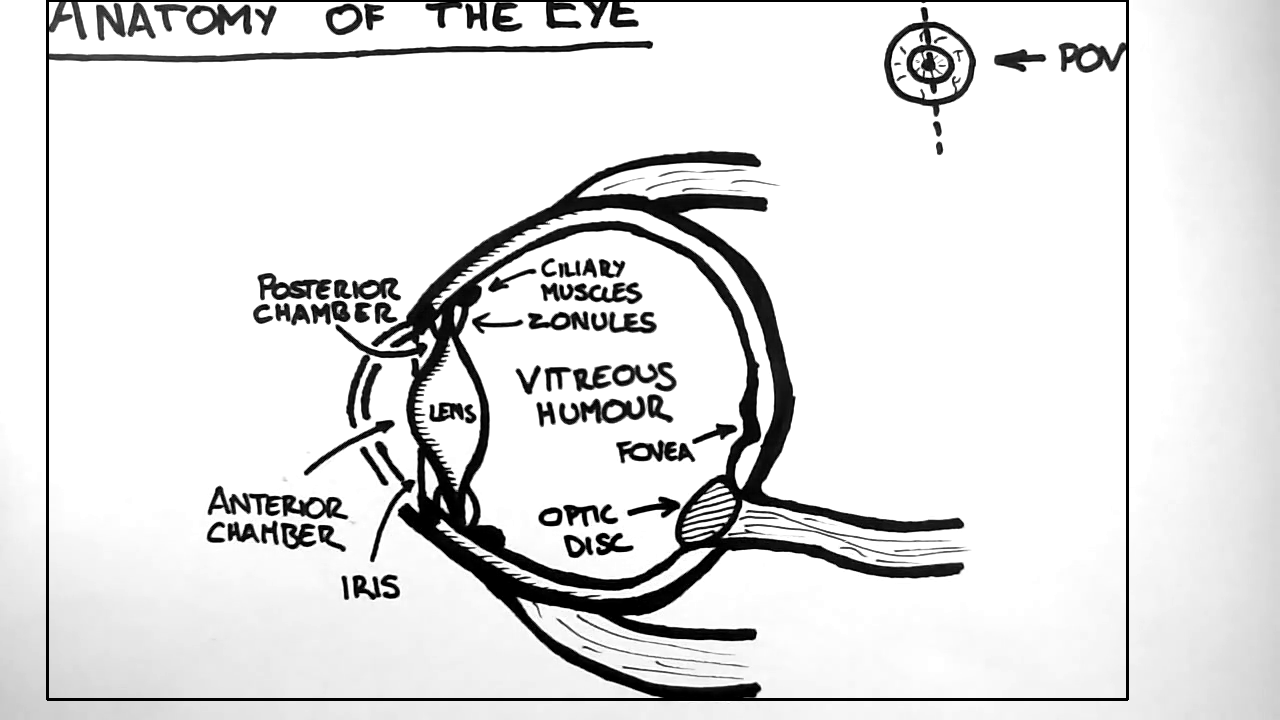 ANATOMY OF THE EYE
POV
CILIARY
MUSCLES
ZONULES
POSTERIOR
CHAMBER
LENS
VITREOUS
HUMOUR
FOVEA
ANTERIOR
CHAMBER
OPTIC
DISC
IRIS